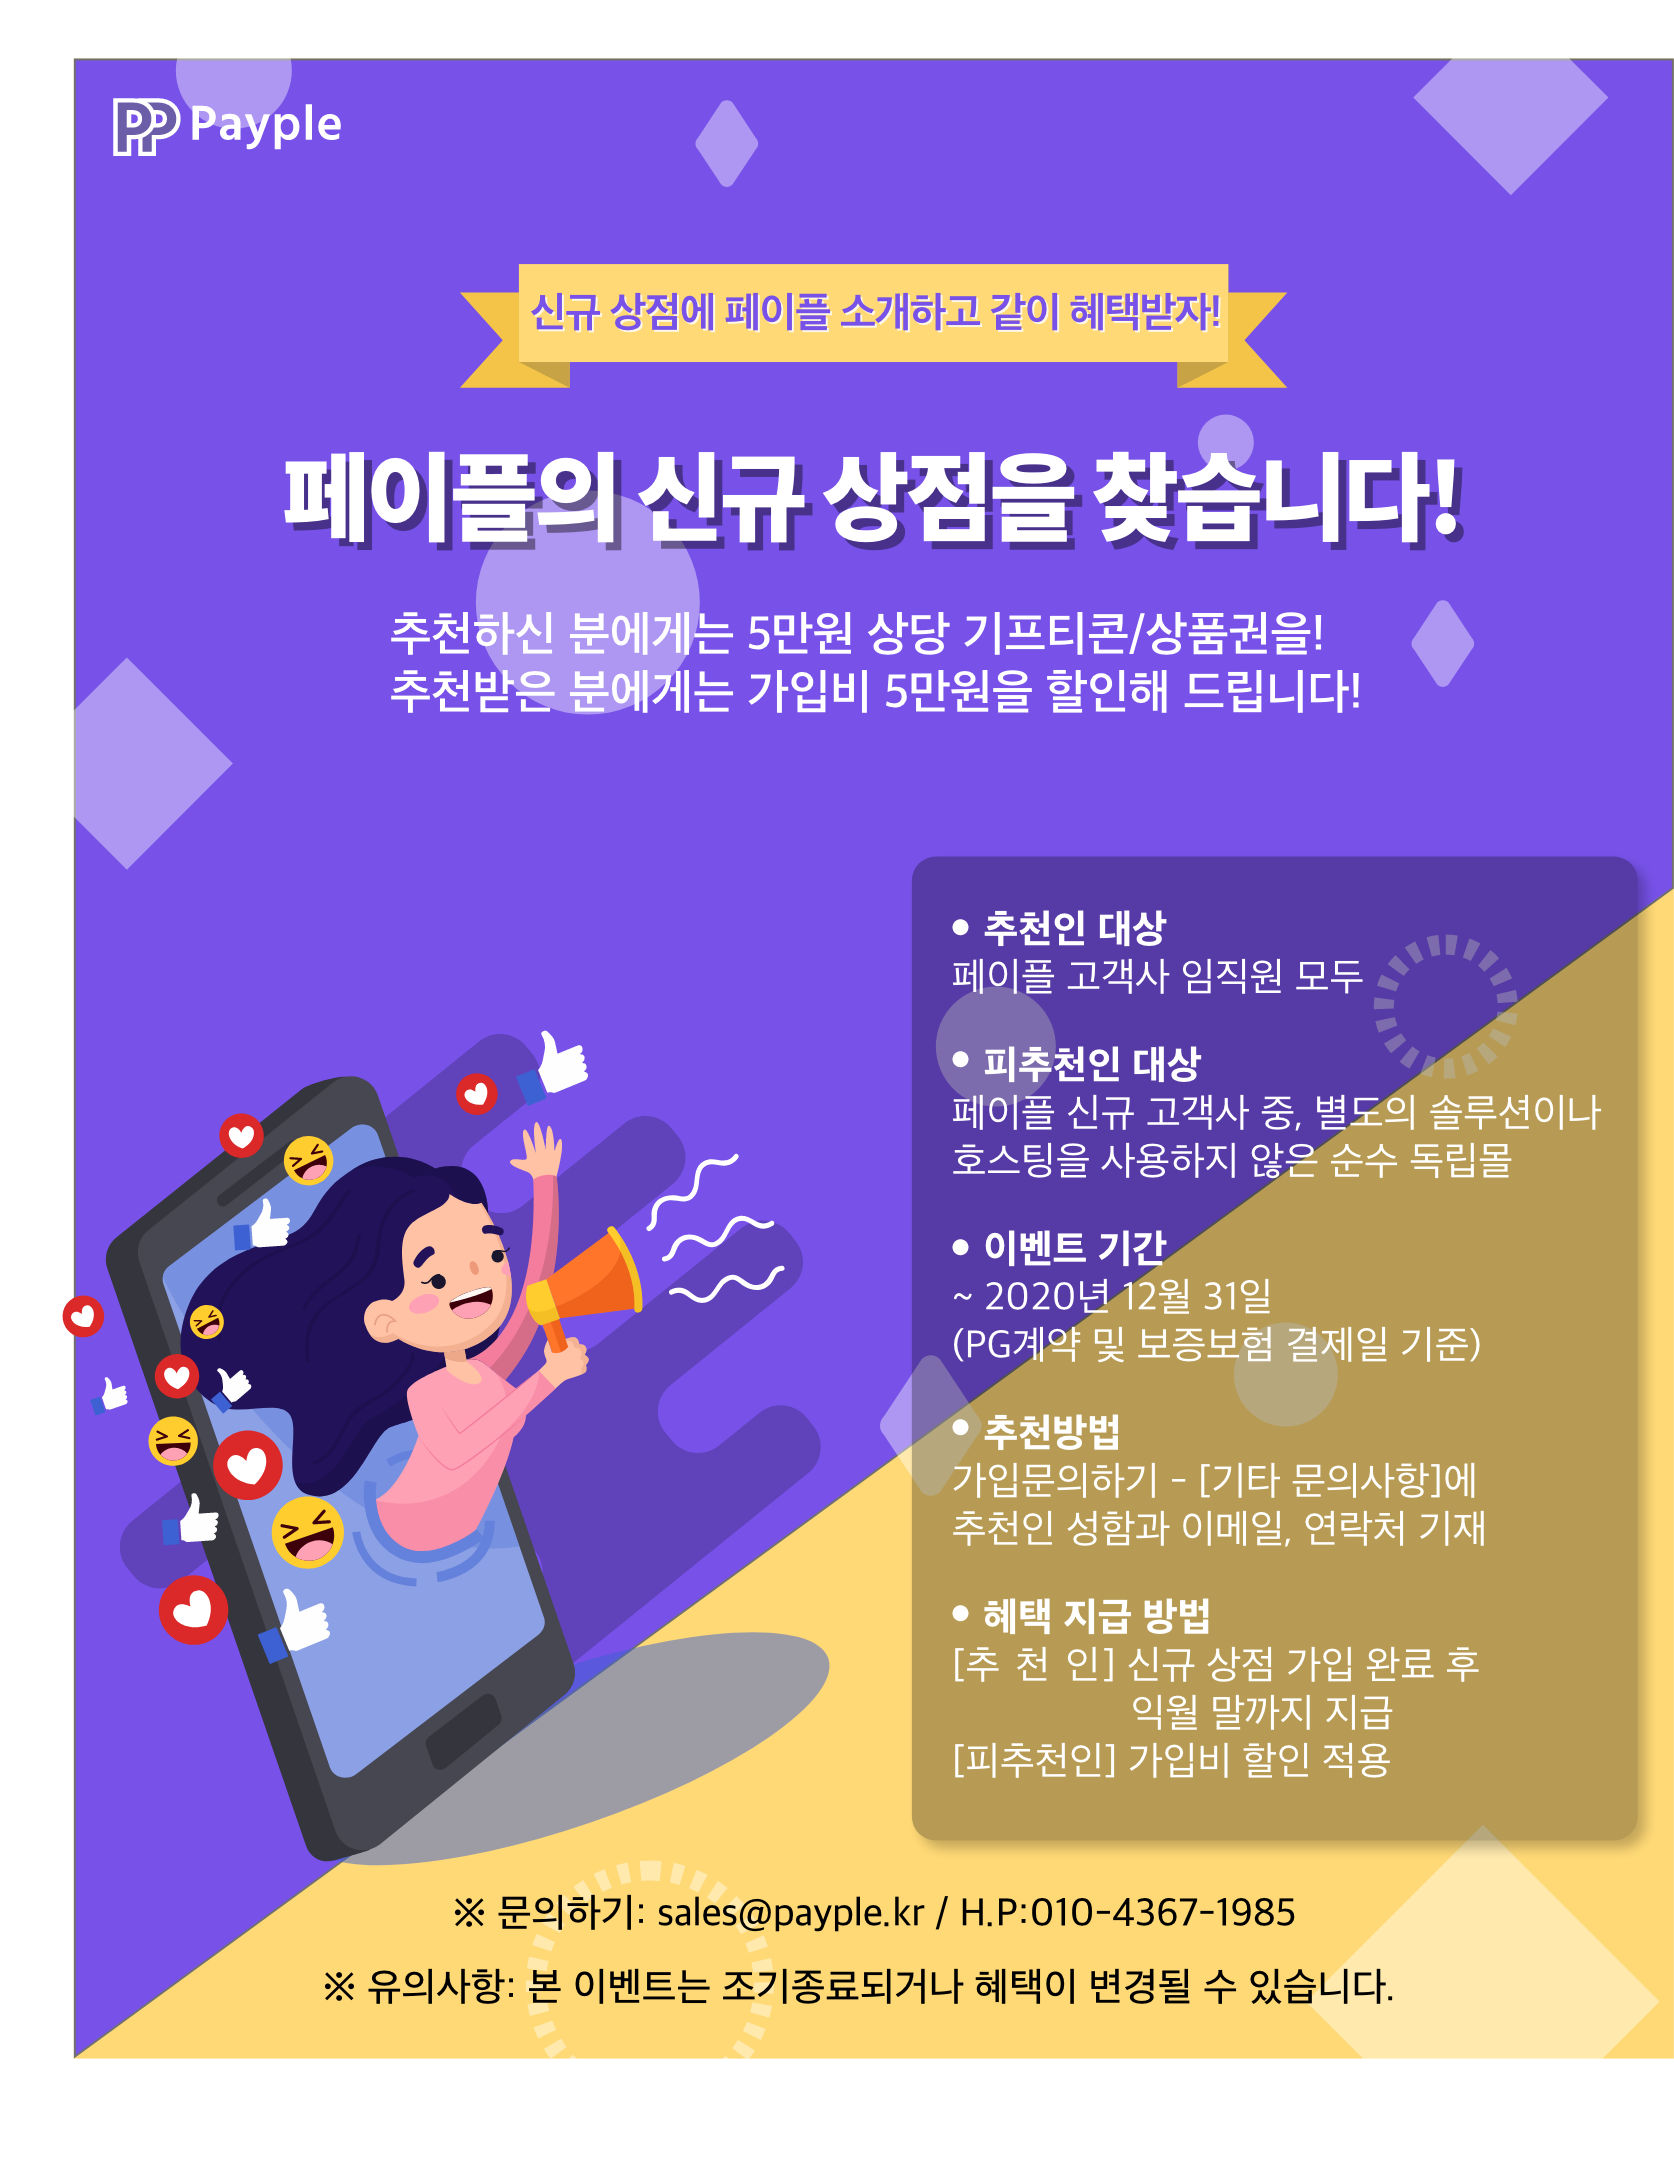 Payple
신규 상점에 페이플 소개하고 같이 혜택받자!
페이플의 신규 상점을 찾습니다!
추천하신 분에게는 5만원 상당 기프티콘/상품권을!
추천받은 분에게는 가입비 5만원을 할인해 드립니다!
• 추천인 대상
페이플 고객사 임직원 모두
• 피추천인 대상
페이플 신규 고객사 중, 별도의 솔루션이나
호스팅을 사용하지 않은 순수 독립몰
• 이벤트 기간
~ 2020년 12월 31일
(PG계약 및 보증보험 결제일 기준)
• 추천방법
가입문의하기 - [기타 문의사항]에
추천인 성함과 이메일, 연락처 기재
• 혜택 지급 방법
[추 천 인] 신규 상점 가입 완료 후
익월 말까지 지급
[피추천인] 가입비 할인 적용
※ 문의하기: sales@payple.kr / H.P:010-4367-1985
※ 유의사항: 본 이벤트는 조기종료되거나 혜택이 변경될 수 있습니다.